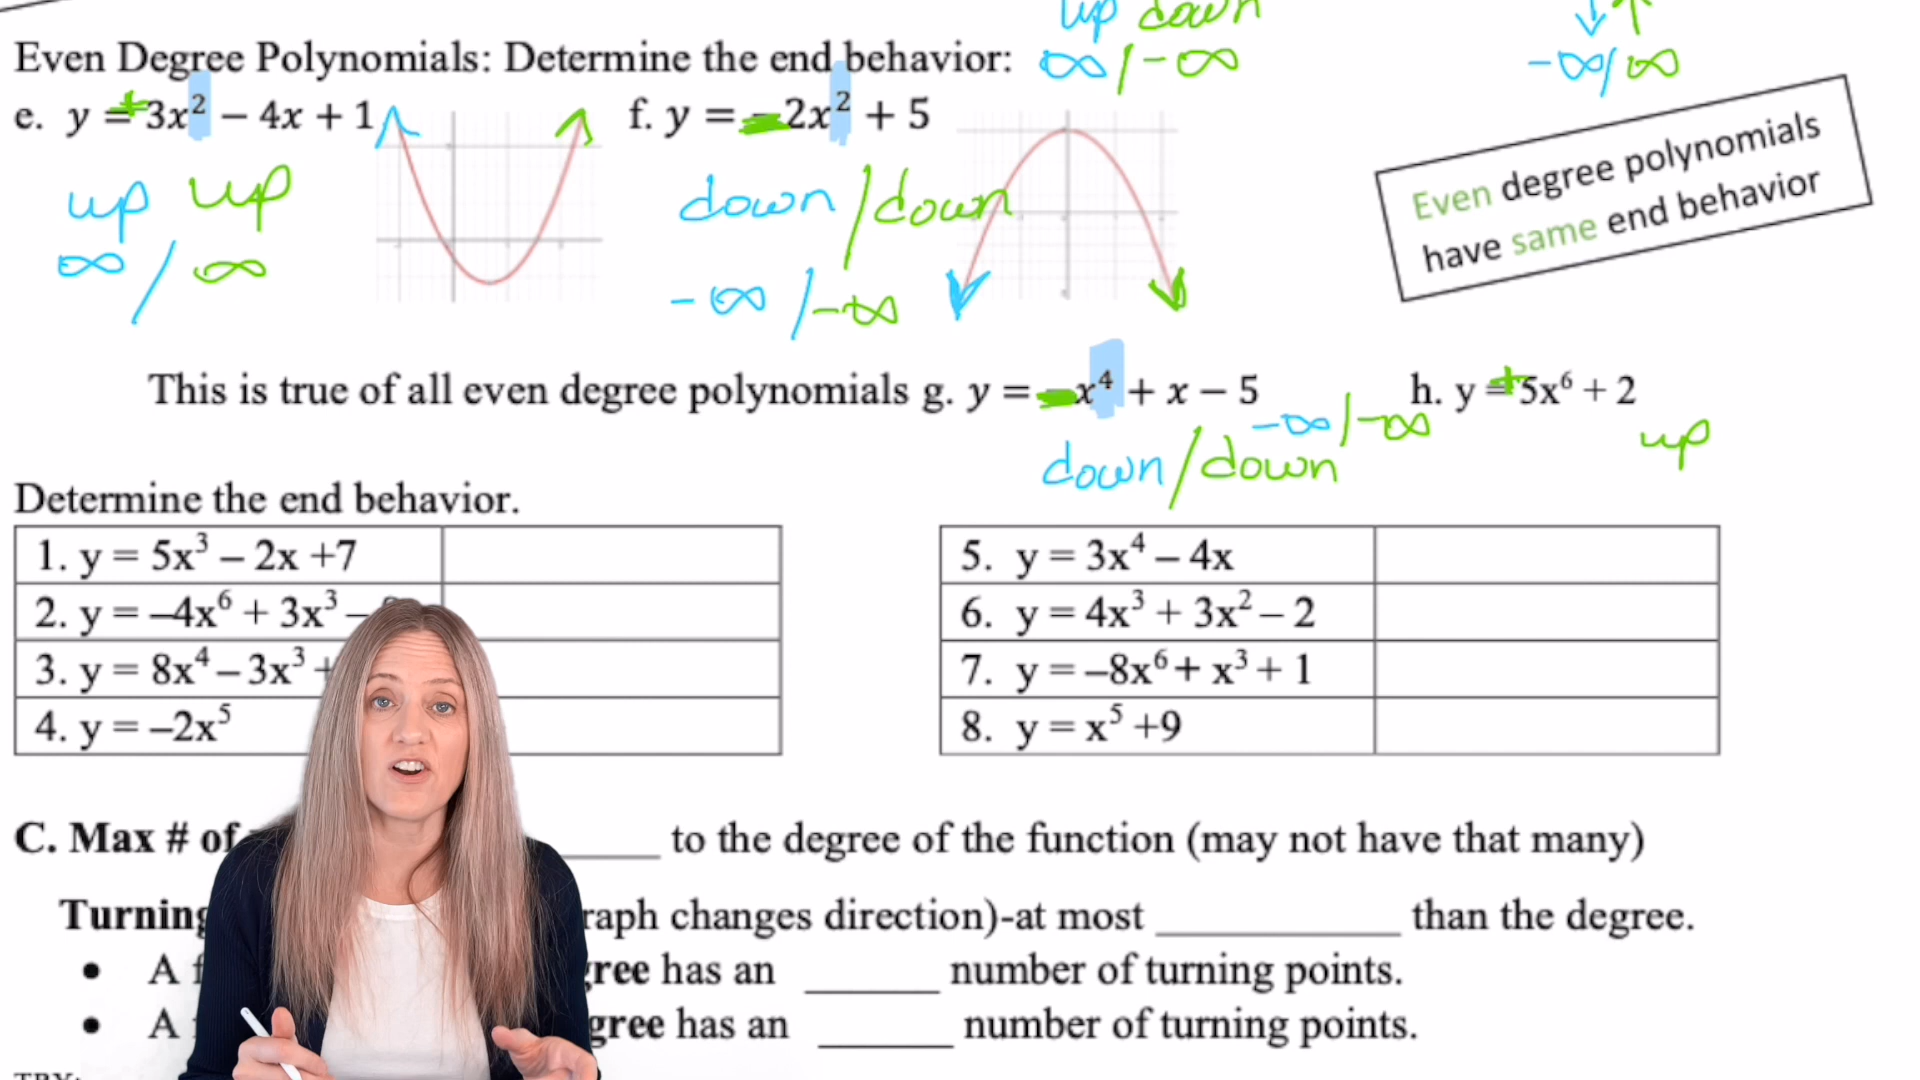 up down
Even Degree Polynomials: Determine the end behavior: ∞ / -∞ -∞/∞
e. y = +3x² – 4x + 1 f. y = -2x² + 5
up up down / down
∞ / ∞ -∞ / -∞
Even degree polynomials
have same end behavior
This is true of all even degree polynomials g. y = -x⁴ + x – 5 h. y = +5x⁶ + 2
-∞/-∞
down / down up
Determine the end behavior.
1. y = 5x³ – 2x +7
2. y = –4x⁶ + 3x³ –
3. y = 8x⁴ – 3x³ +
4. y = –2x⁵
5. y = 3x⁴ – 4x
6. y = 4x³ + 3x² – 2
7. y = –8x⁶ + x³ + 1
8. y = x⁵ +9
C. Max # of ______ to the degree of the function (may not have that many)
Turning raph changes direction)-at most ____________ than the degree.
• A gree has an ______ number of turning points.
• A gree has an ______ number of turning points.